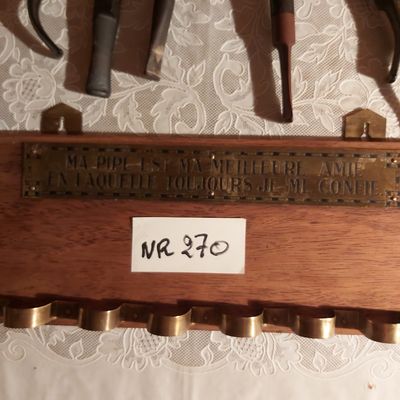 MA PIPE EST MA MEILLEURE AMIE
EN LAQUELLE TOUJOURS JE ME CONFIE
NR 270